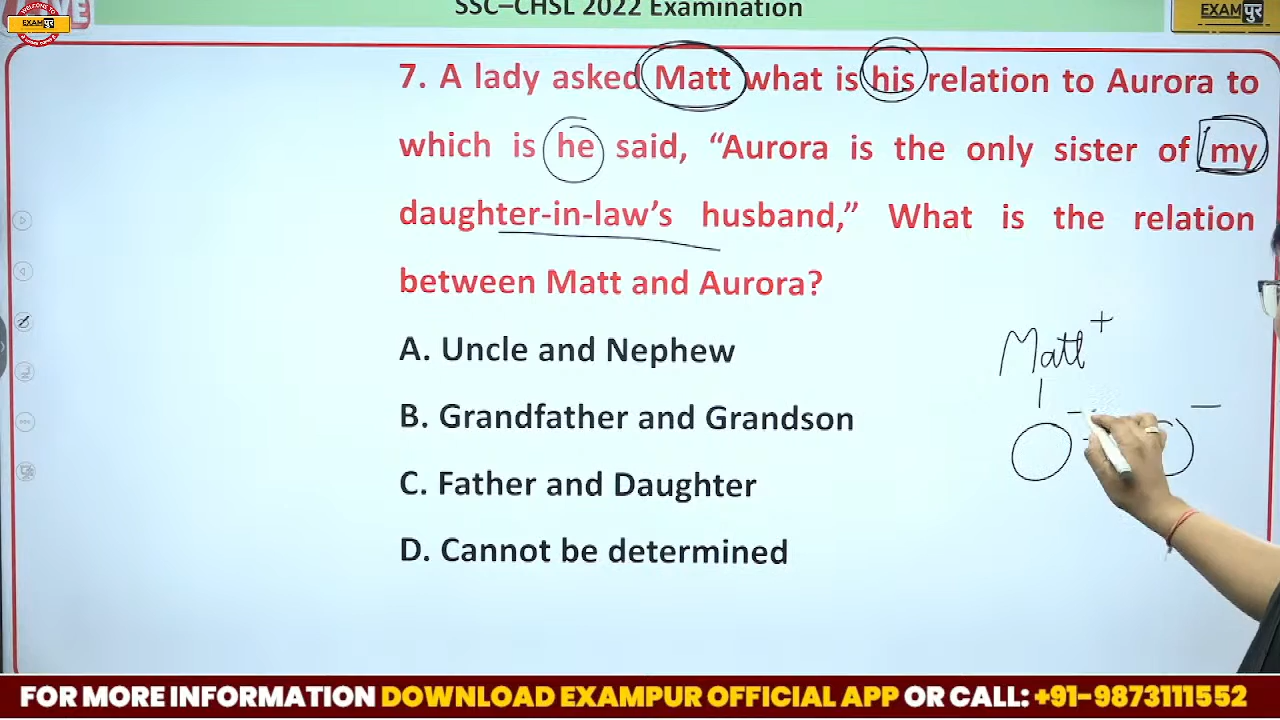 WELCOME TO
EXAMपुर
SSC–CHSL 2022 Examination
EXAMपुर
7. A lady asked Matt what is his relation to Aurora to
which is he said, “Aurora is the only sister of my
daughter-in-law’s husband,” What is the relation
between Matt and Aurora?
A. Uncle and Nephew
B. Grandfather and Grandson
C. Father and Daughter
D. Cannot be determined
Matt +
FOR MORE INFORMATION DOWNLOAD EXAMPUR OFFICIAL APP OR CALL: +91–9873111552